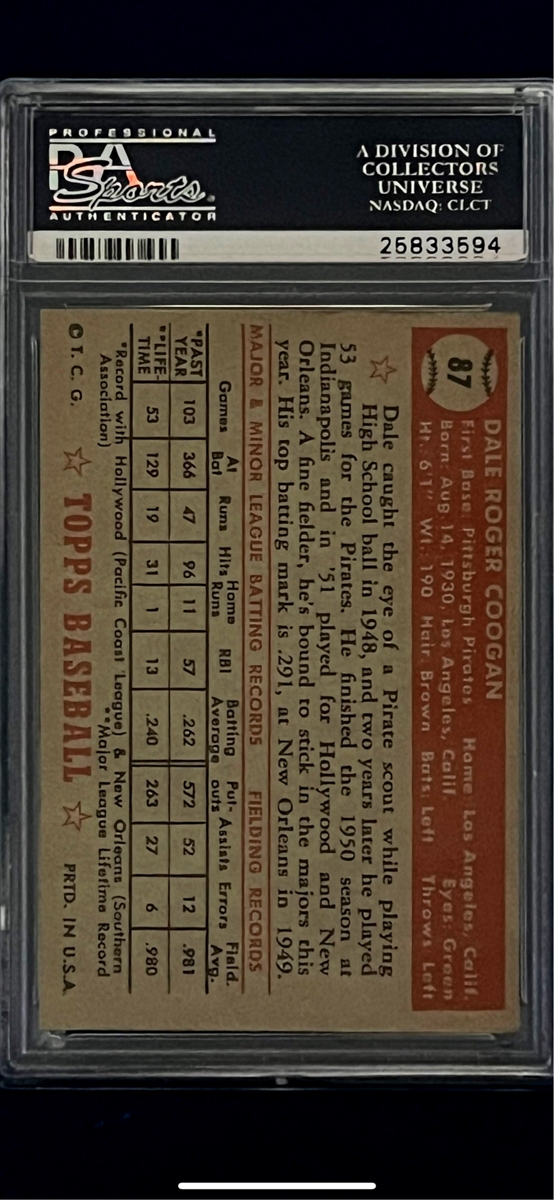 PROFESSIONAL
PSA
Sports
AUTHENTICATOR
A DIVISION OF
COLLECTORS
UNIVERSE
NASDAQ: CLCT
25833594
87
DALE ROGER COOGAN
First Base: Pittsburgh Pirates Home Los Angeles, Calif.
Born: Aug. 14, 1930, Los Angeles, Calif. Eyes: Green
Ht. 6'1" Wt.: 190 Hair: Brown Bats: Left Throws Left
Dale caught the eye of a Pirate scout while playing
High School ball in 1948, and two years later he played
53 games for the Pirates. He finished the 1950 season at
Indianapolis and in '51 played for Hollywood and New
Orleans. A fine fielder, he's bound to stick in the majors this
year. His top batting mark is .291, at New Orleans in 1949.
MAJOR & MINOR LEAGUE BATTING RECORDS FIELDING RECORDS
Games At Bat Runs Hits Home Runs RBI Batting Average Put-outs Assists Errors Field. Avg.
*PAST YEAR 103 366 47 96 11 57 .262 572 52 12 .981
**LIFE-TIME 53 129 19 31 1 13 .240 263 27 6 .980
*Record with Hollywood (Pacific Coast League) & New Orleans (Southern
Association) **Major League Lifetime Record
© T. C. G. ☆ TOPPS BASEBALL ☆ PRTD. IN U.S.A.